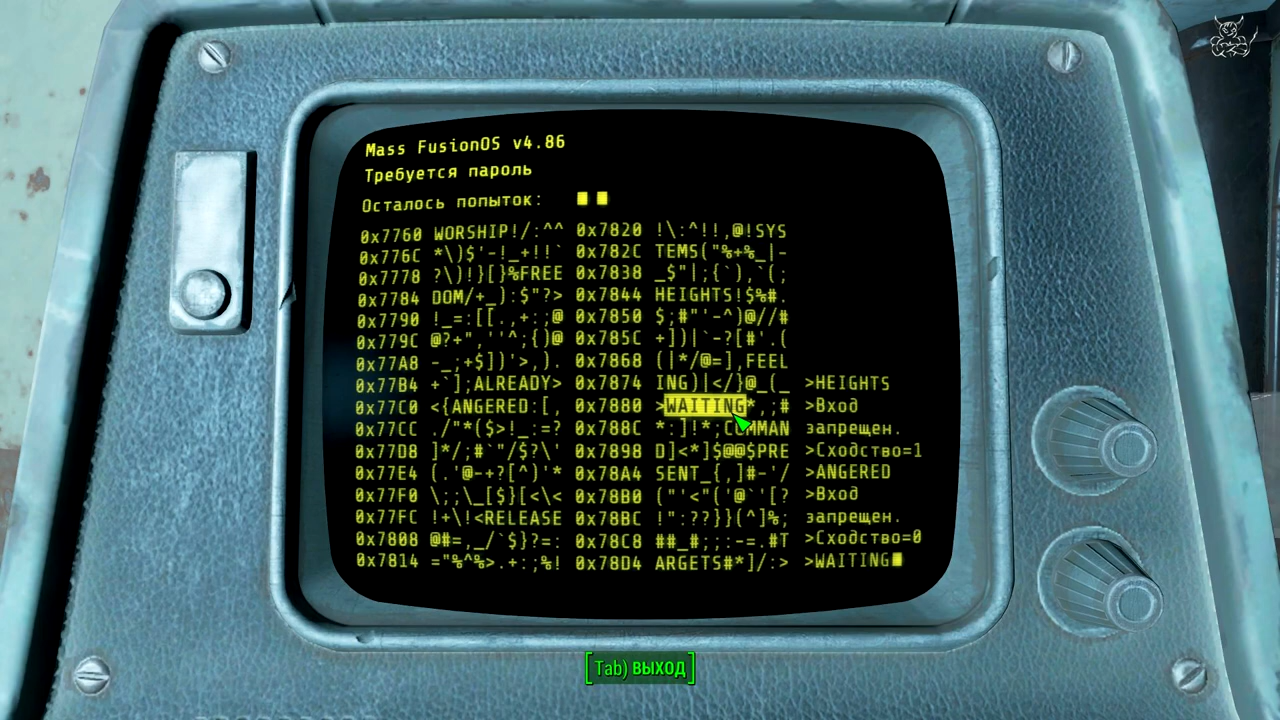 Mass FusionOS v4.86
Требуется пароль
Осталось попыток: ■ ■
0x7760 WORSHIP!/:^^ 0x7820 !\:^!!,@!SYS
0x776C *\)$'-!_+!!` 0x782C TEMS("%+%_|-
0x7778 ?\)!}[}%FREE 0x7838 _$"|;{`),`(;
0x7784 DOM/+_):$"?> 0x7844 HEIGHTS!$%#.
0x7790 !_=:[[.,+:;@ 0x7850 $;#"'-^)@//#
0x779C @?+",''^;{)@ 0x785C +])|`-?[#'.(
0x77A8 -_;+$])'>,). 0x7868 (|*/@=],FEEL
0x77B4 +`];ALREADY> 0x7874 ING)|</}@_(_ >HEIGHTS
0x77C0 <{ANGERED:[, 0x7880 >WAITING*,;# >Вход
0x77CC ./"*($>!_:=? 0x788C *:]!*;COMMAN запрещен.
0x77D8 ]*/;#`"/$?\' 0x7898 D]<*]$@@$PRE >Сходство=1
0x77E4 (.'@-+?[^)'* 0x78A4 SENT_{,]#-'/ >ANGERED
0x77F0 \;;\_[$}[<\< 0x78B0 ("'<"('@`'[? >Вход
0x77FC !+\!<RELEASE 0x78BC !":??}}(^]%; запрещен.
0x7808 @#=,_/`$}?=: 0x78C8 ##_#;;:-=.#T >Сходство=0
0x7814 ="%^%>.+:;%! 0x78D4 ARGETS#*]/:> >WAITING■
Tab) ВЫХОД